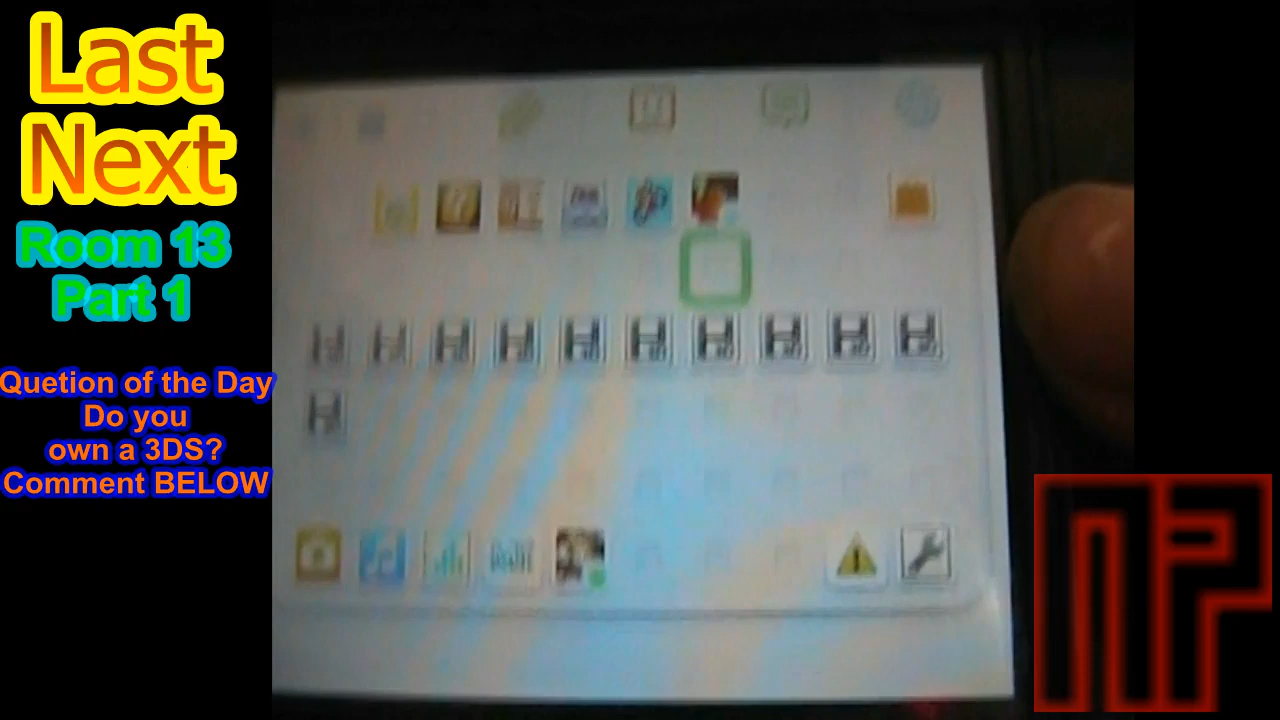 Last
Next
Room 13
Part 1
Quetion of the Day
Do you
own a 3DS?
Comment BELOW